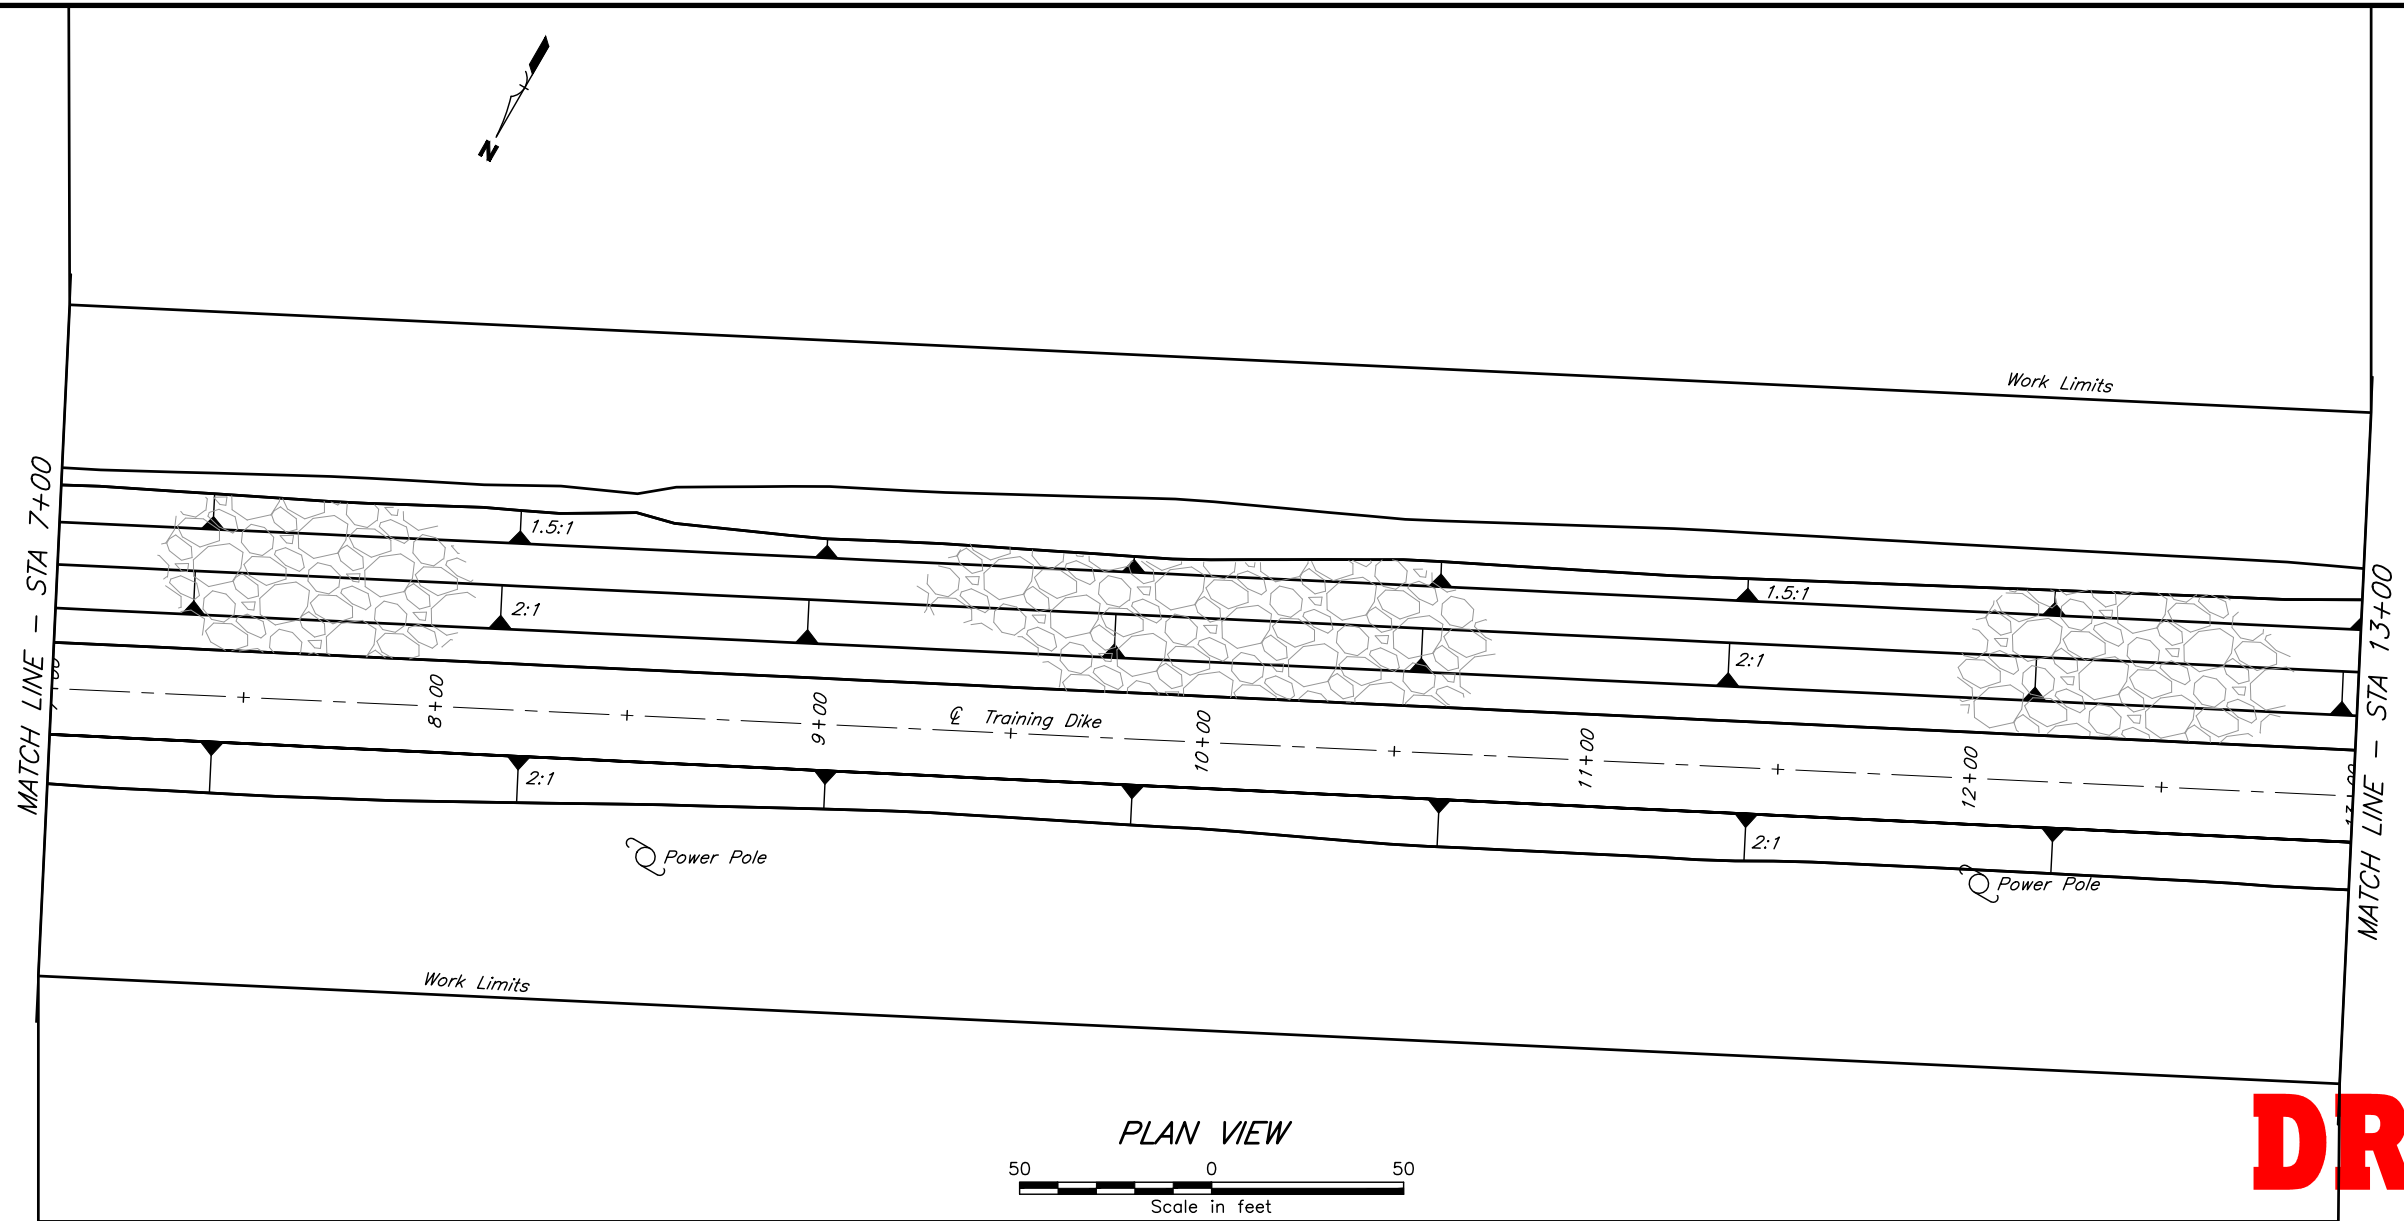 N
Work Limits
MATCH LINE - STA 7+00
MATCH LINE - STA 13+00
1.5:1
1.5:1
2:1
2:1
8+00
9+00
℄ Training Dike
10+00
11+00
12+00
2:1
2:1
Power Pole
Power Pole
Work Limits
PLAN VIEW
50 0 50
Scale in feet
DR